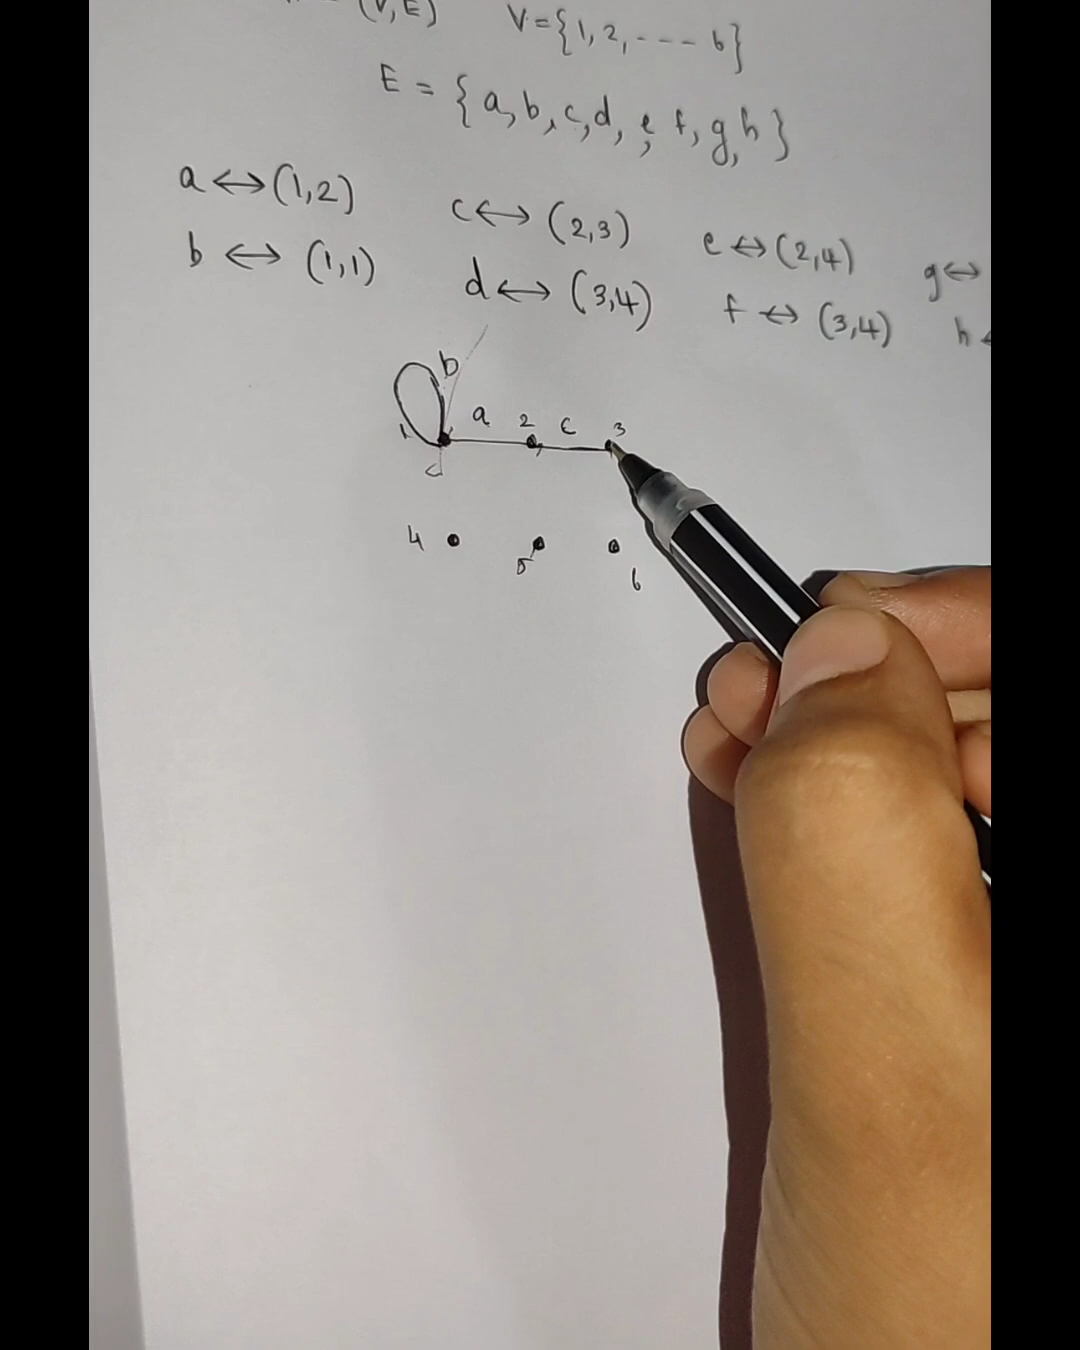 (V,E) V={1,2,---- 6}
E = {a,b,c,d,e,f,g,h}
a↔(1,2) c↔(2,3) e↔(2,4) g↔
b↔(1,1) d↔(3,4) f↔(3,4) h
b
a 2 c 3
1
4 5 6